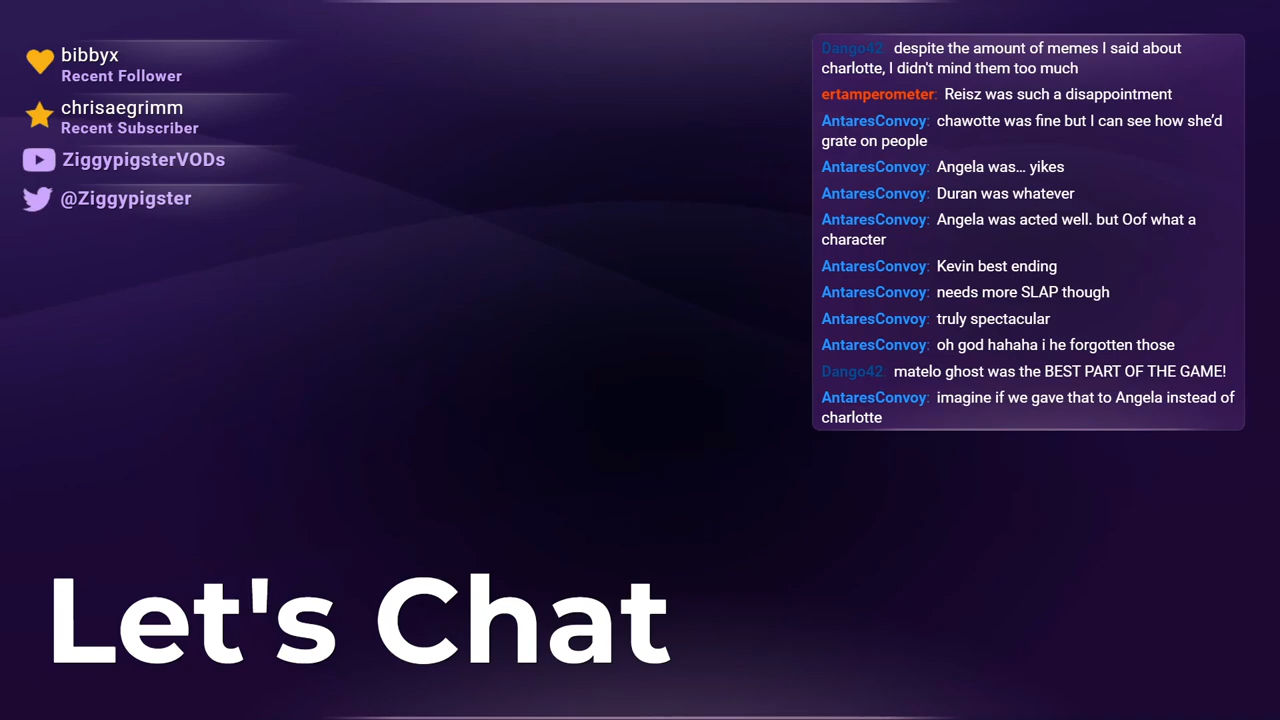 bibbyx
Recent Follower
chrisaegrimm
Recent Subscriber
ZiggypigsterVODs
@Ziggypigster
Dango42: despite the amount of memes I said about
charlotte, I didn't mind them too much
ertamperometer: Reisz was such a disappointment
AntaresConvoy: chawotte was fine but I can see how she’d
grate on people
AntaresConvoy: Angela was… yikes
AntaresConvoy: Duran was whatever
AntaresConvoy: Angela was acted well. but Oof what a
character
AntaresConvoy: Kevin best ending
AntaresConvoy: needs more SLAP though
AntaresConvoy: truly spectacular
AntaresConvoy: oh god hahaha i he forgotten those
Dango42: matelo ghost was the BEST PART OF THE GAME!
AntaresConvoy: imagine if we gave that to Angela instead of
charlotte
Let's Chat